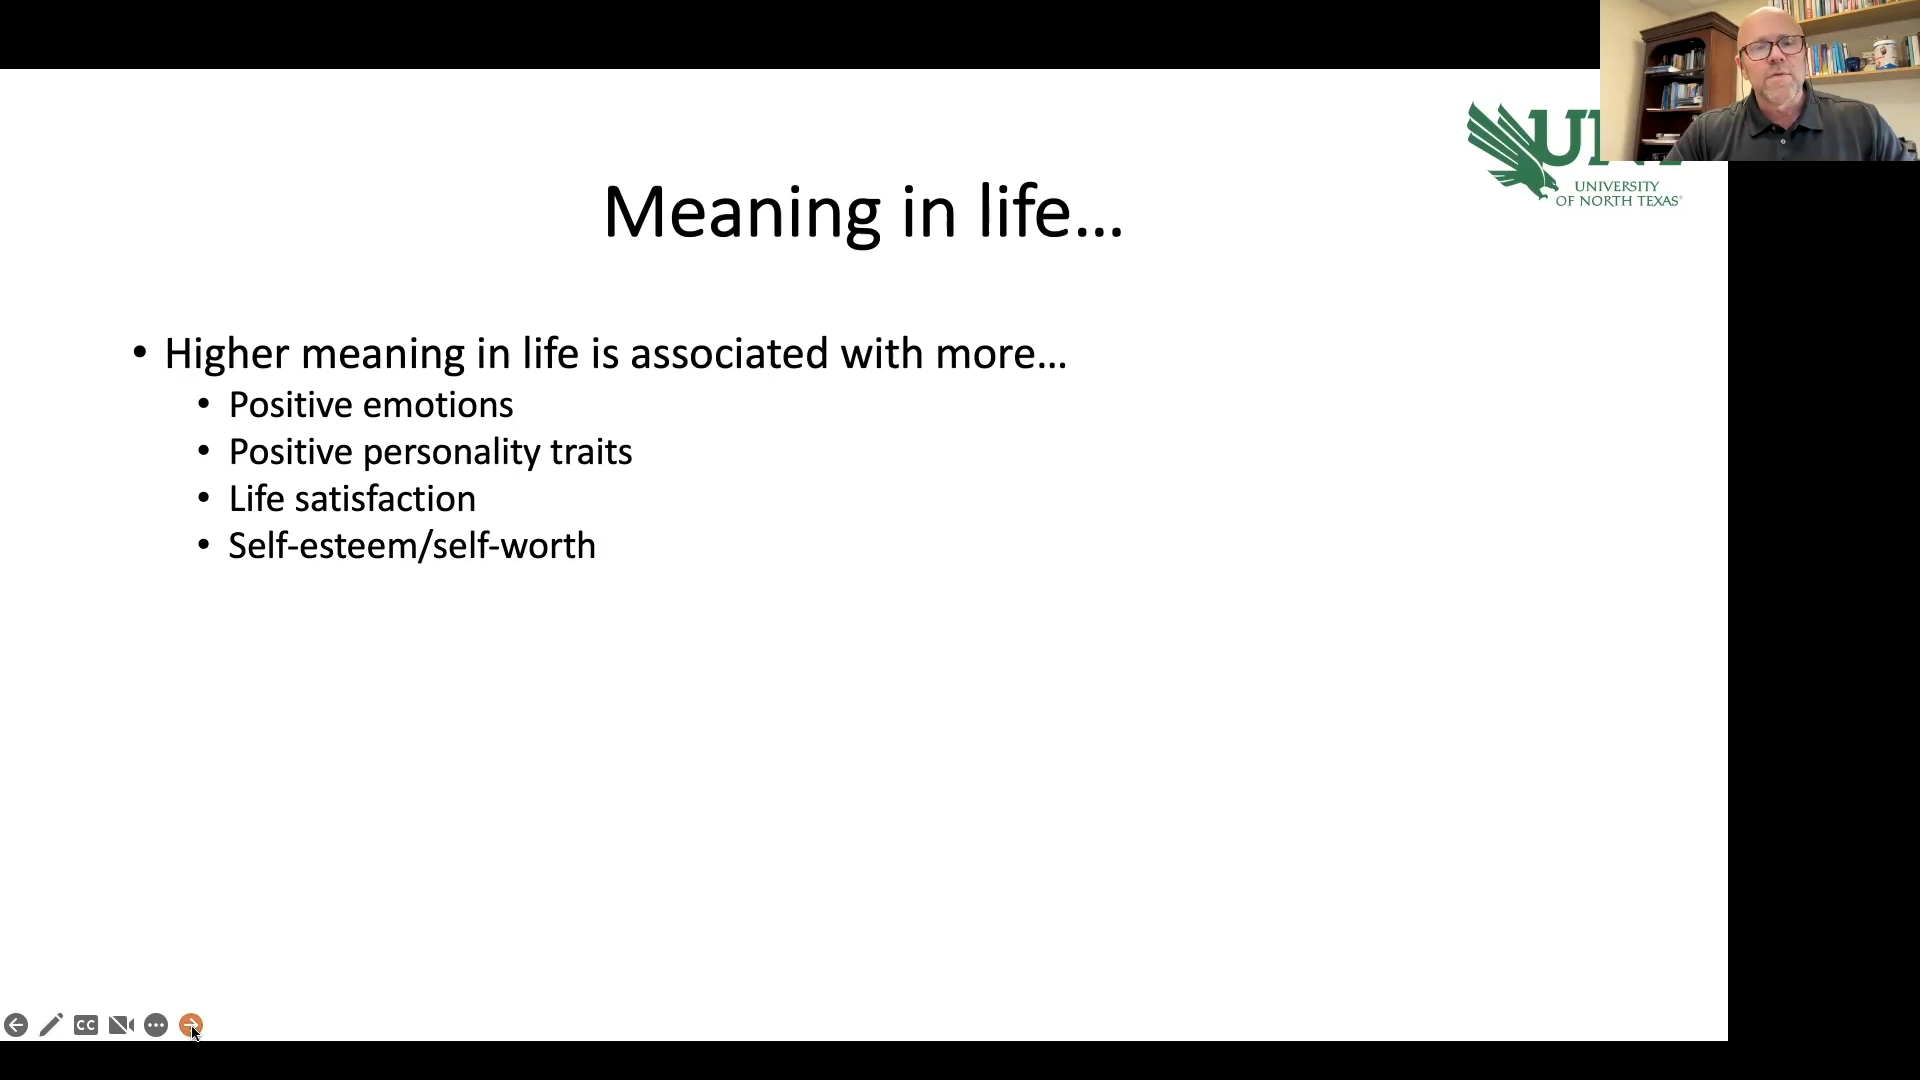 Meaning in life...
UNIVERSITY
OF NORTH TEXAS
• Higher meaning in life is associated with more...
• Positive emotions
• Positive personality traits
• Life satisfaction
• Self-esteem/self-worth
CC